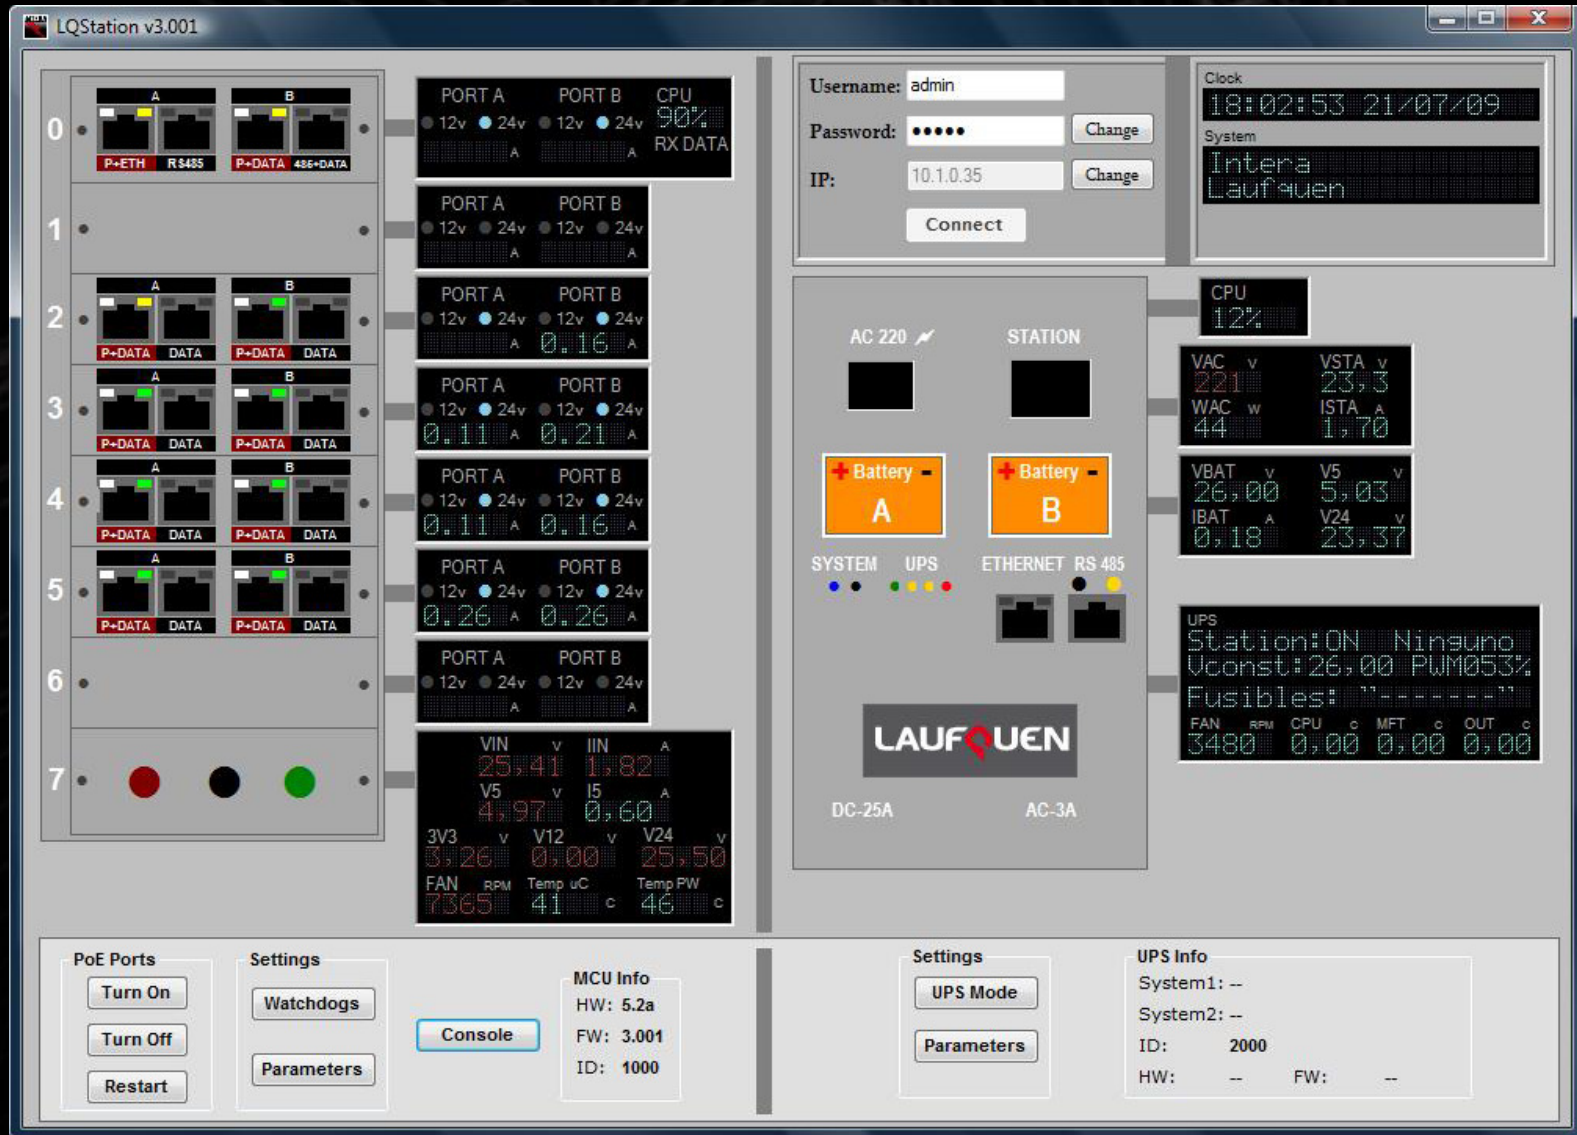 LQStation v3.001
0
A B
P+ETH RS485 P+DATA 485+DATA
PORT A PORT B CPU
12v 24v 12v 24v 90%
A A RX DATA
1
PORT A PORT B
12v 24v 12v 24v
A A
2
A B
P+DATA DATA P+DATA DATA
PORT A PORT B
12v 24v 12v 24v
A 0.16 A
3
A B
P+DATA DATA P+DATA DATA
PORT A PORT B
12v 24v 12v 24v
0.11 A 0.21 A
4
A B
P+DATA DATA P+DATA DATA
PORT A PORT B
12v 24v 12v 24v
0.11 A 0.16 A
5
A B
P+DATA DATA P+DATA DATA
PORT A PORT B
12v 24v 12v 24v
0.26 A 0.26 A
6
PORT A PORT B
12v 24v 12v 24v
A A
7
VIN V IIN A
25,41 1,82
V5 V I5 A
4,97 0,60
3V3 V V12 V V24 V
3,26 0,00 25,50
FAN RPM Temp uC Temp PW
7365 41 C 46 C
Username: admin
Password: ••••• Change
IP: 10.1.0.35 Change
Connect
Clock
18:02:53 21/07/09
System
Intera
Laufquen
AC 220 STATION
+ Battery - + Battery -
A B
SYSTEM UPS ETHERNET RS 485
LAUFQUEN
DC-25A AC-3A
CPU
12%
VAC V VSTA V
221 23,3
WAC W ISTA A
44 1,70
VBAT V V5 V
26,00 5,03
IBAT A V24 V
0,18 23,37
UPS
Station:ON Ninguno
Vconst:26,00 PWM053%
Fusibles: "-------"
FAN RPM CPU C MFT C OUT C
3480 0,00 0,00 0,00
PoE Ports
Turn On
Turn Off
Restart
Settings
Watchdogs
Parameters
Console
MCU Info
HW: 5.2a
FW: 3.001
ID: 1000
Settings
UPS Mode
Parameters
UPS Info
System1: --
System2: --
ID: 2000
HW: -- FW: --